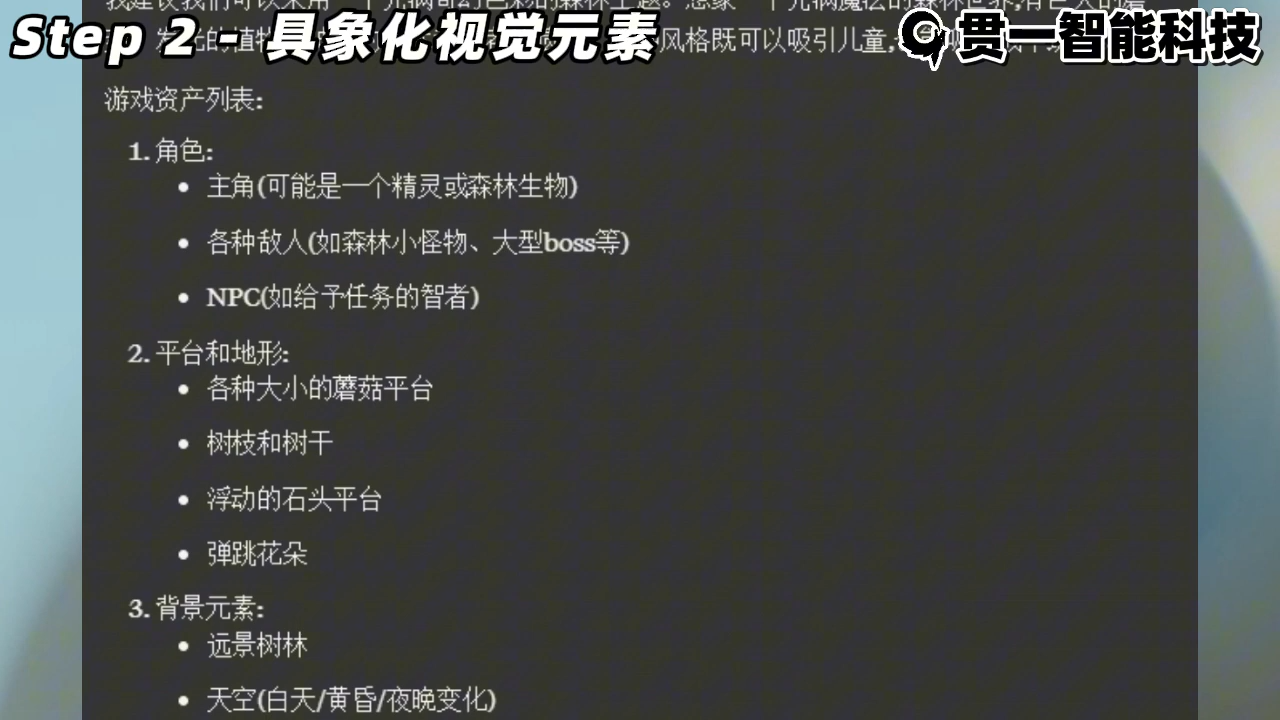 Step 2 - 具象化视觉元素
贯一智能科技
风格既可以吸引儿童,
游戏资产列表:
1. 角色:
• 主角(可能是一个精灵或森林生物)
• 各种敌人(如森林小怪物、大型boss等)
• NPC(如给予任务的智者)
2. 平台和地形:
• 各种大小的蘑菇平台
• 树枝和树干
• 浮动的石头平台
• 弹跳花朵
3. 背景元素:
• 远景树林
• 天空(白天/黄昏/夜晚变化)